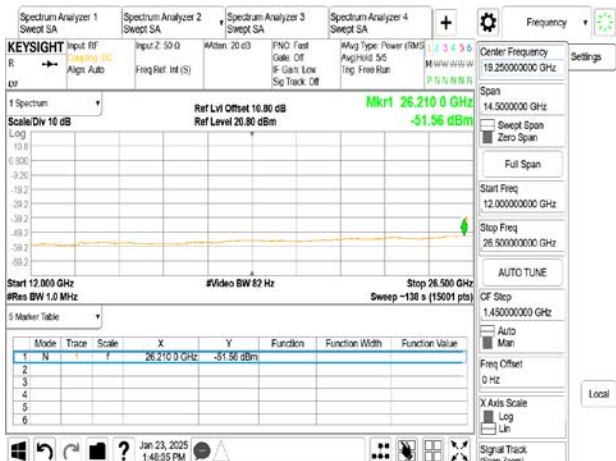 Spectrum Analyzer 1
Swept SA
Spectrum Analyzer 2
Swept SA
Spectrum Analyzer 3
Swept SA
Spectrum Analyzer 4
Swept SA
+
Frequency
Settings
KEYSIGHT
R
Input: RF
Coupling: DC
Align: Auto
Input Z: 50 Ω
Freq Ref: Int (S)
#Atten: 20 dB
PNO: Fast
Gate: Off
IF Gain: Low
Sig Track: Off
#Avg Type: Power (RMS
Avg|Hold: 5/5
Trig: Free Run
1 2 3 4 5 6
M W W W W W
P N N N N N
1 Spectrum
Scale/Div 10 dB
Log
Ref Lvl Offset 10.80 dB
Ref Level 20.80 dBm
Mkr1 26.210 0 GHz
-51.56 dBm
10.8
0.800
-9.20
-19.2
-29.2
-39.2
-49.2
-59.2
-69.2
Start 12.000 GHz
#Res BW 1.0 MHz
#Video BW 82 Hz
Stop 26.500 GHz
Sweep ~138 s (15001 pts)
5 Marker Table
Mode Trace Scale X Y Function Function Width Function Value
1 N 1 f 26.210 0 GHz -51.56 dBm
2
3
4
5
6
Center Frequency
19.250000000 GHz
Span
14.5000000 GHz
Swept Span
Zero Span
Full Span
Start Freq
12.000000000 GHz
Stop Freq
26.500000000 GHz
AUTO TUNE
CF Step
1.450000000 GHz
Auto
Man
Freq Offset
0 Hz
X Axis Scale
Log
Lin
Signal Track
(Span Zoom)
Local
?
Jan 23, 2025
1:48:35 PM